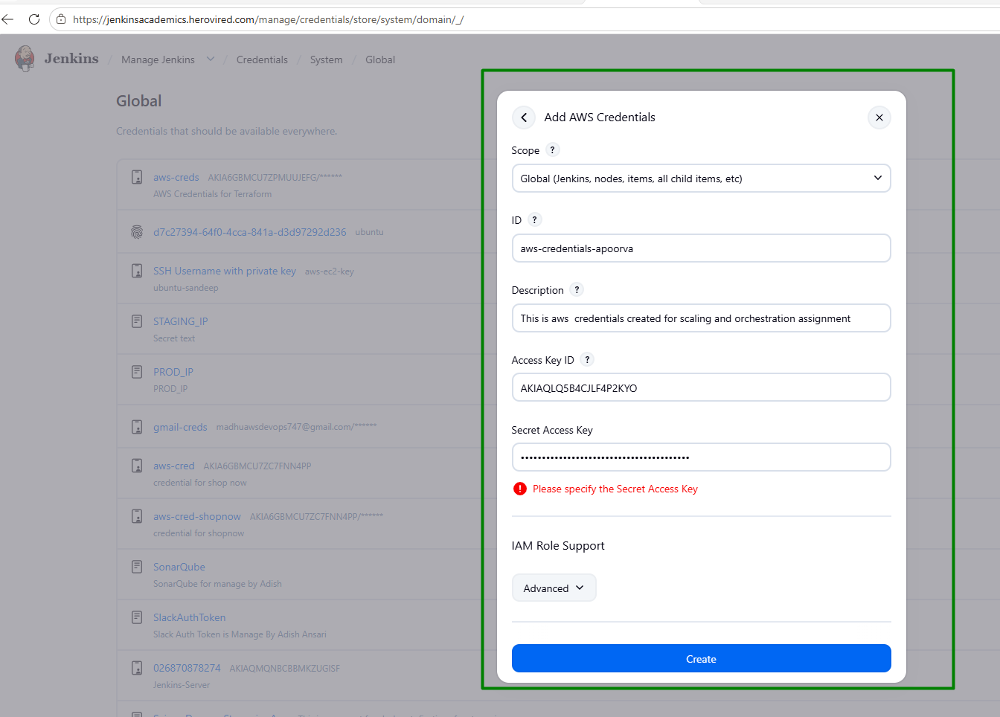 https://jenkinsacademics.herovired.com/manage/credentials/store/system/domain/_/
Jenkins / Manage Jenkins / Credentials / System / Global
Global
Credentials that should be available everywhere.
aws-creds AKIA6GBMCU7ZPMUUJEFG/******
AWS Credentials for Terraform
d7c27394-64f0-4cca-841a-d3d97292d236 ubuntu
SSH Username with private key aws-ec2-key
ubuntu-sandeep
STAGING_IP
Secret text
PROD_IP
PROD_IP
gmail-creds madhuawsdevops747@gmail.com/******
aws-cred AKIA6GBMCU7ZC7FNN4PP
credential for shop now
aws-cred-shopnow AKIA6GBMCU7ZC7FNN4PP/******
credential for shopnow
SonarQube
SonarQube for manage by Adish
SlackAuthToken
Slack Auth Token is Manage By Adish Ansari
026870878274 AKIAQMQNBCBBMKZUGISF
Jenkins-Server
Add AWS Credentials
Scope ?
Global (Jenkins, nodes, items, all child items, etc)
ID ?
aws-credentials-apoorva
Description ?
This is aws  credentials created for scaling and orchestration assignment
Access Key ID ?
AKIAQLQ5B4CJLF4P2KYO
Secret Access Key
••••••••••••••••••••••••••••••••••••••••
Please specify the Secret Access Key
IAM Role Support
Advanced
Create